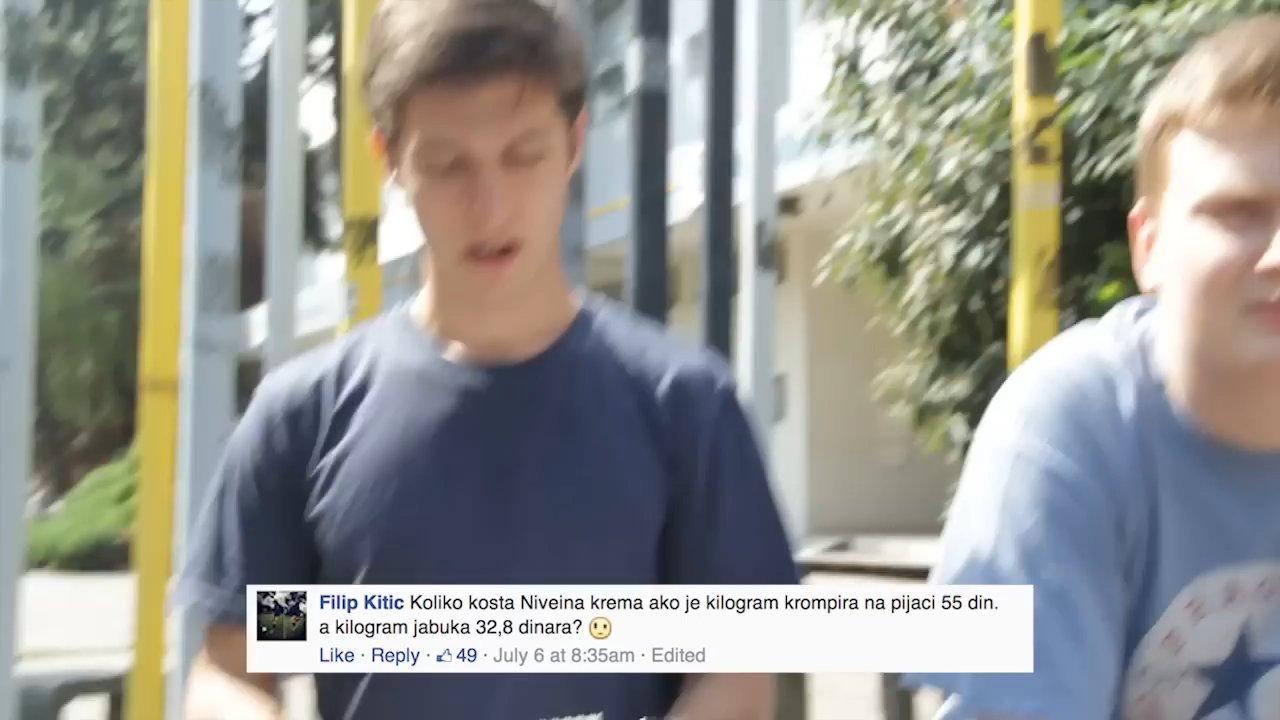 Filip Kitic Koliko kosta Niveina krema ako je kilogram krompira na pijaci 55 din.
a kilogram jabuka 32,8 dinara?
Like · Reply · 49 · July 6 at 8:35am · Edited